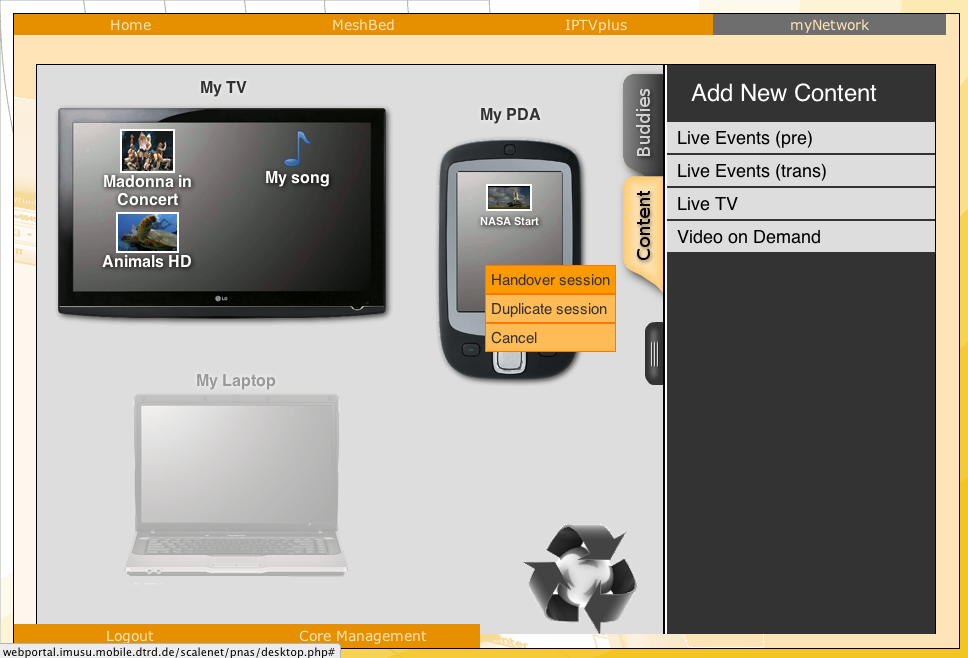 Home
MeshBed
IPTVplus
myNetwork
My TV
Madonna in
Concert
My song
Animals HD
LG
My PDA
NASA Start
Handover session
Duplicate session
Cancel
My Laptop
Buddies
Content
Add New Content
Live Events (pre)
Live Events (trans)
Live TV
Video on Demand
Logout
Core Management
webportal.imusu.mobile.dtrd.de/scalenet/pnas/desktop.php#